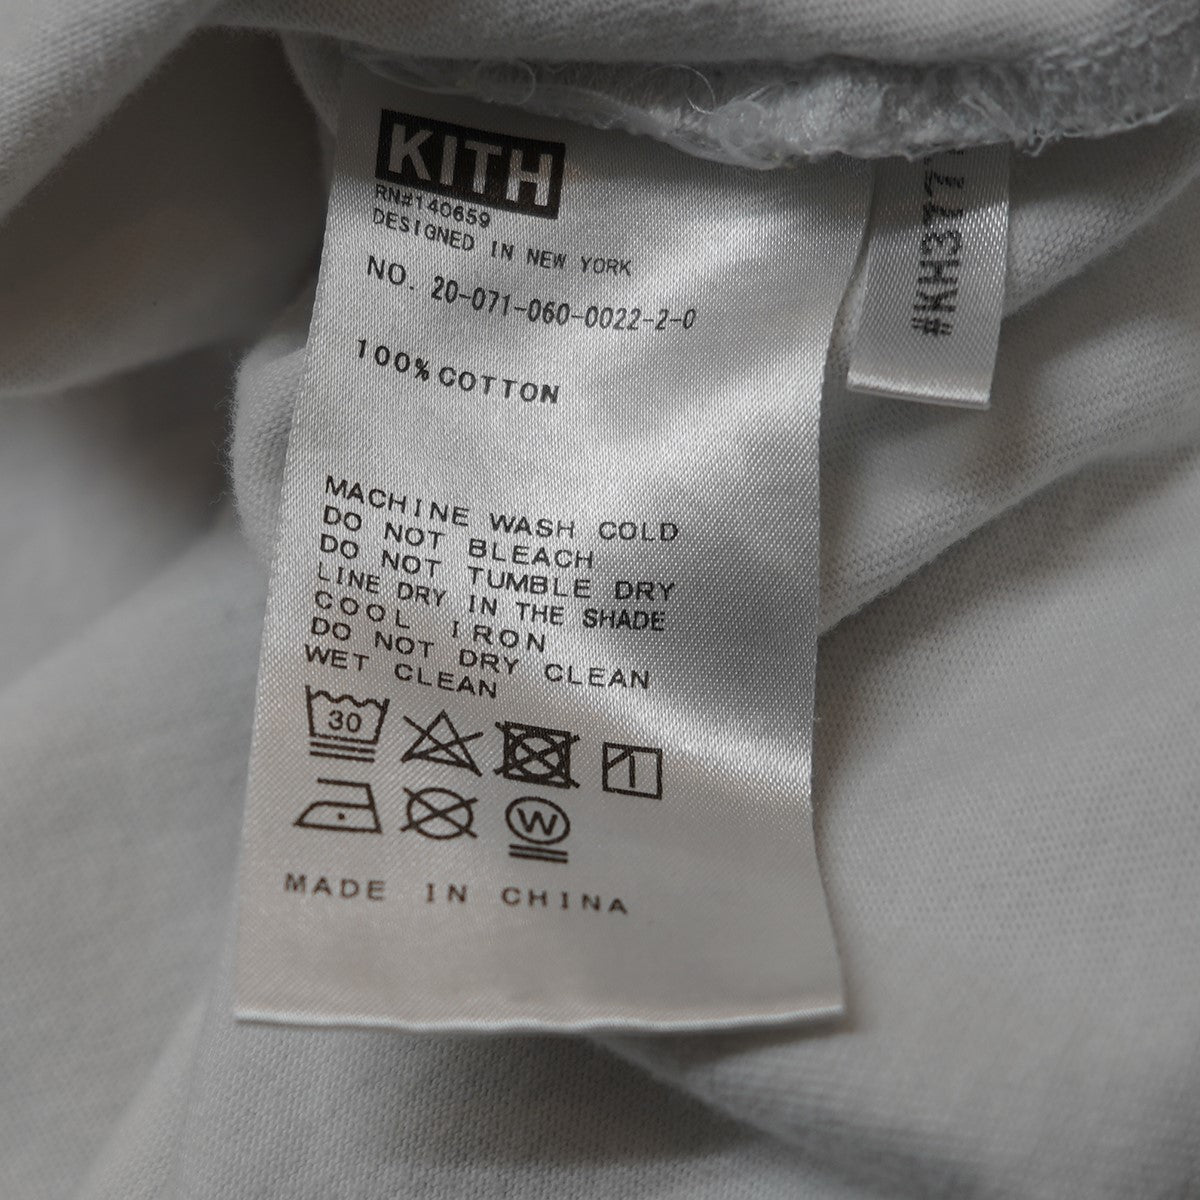 KITH
RN#140659
DESIGNED IN NEW YORK
NO. 20-071-060-0022-2-0
100% COTTON
MACHINE WASH COLD
DO NOT BLEACH
DO NOT TUMBLE DRY
LINE DRY IN THE SHADE
COOL IRON
DO NOT DRY CLEAN
WET CLEAN
30
W
MADE IN CHINA